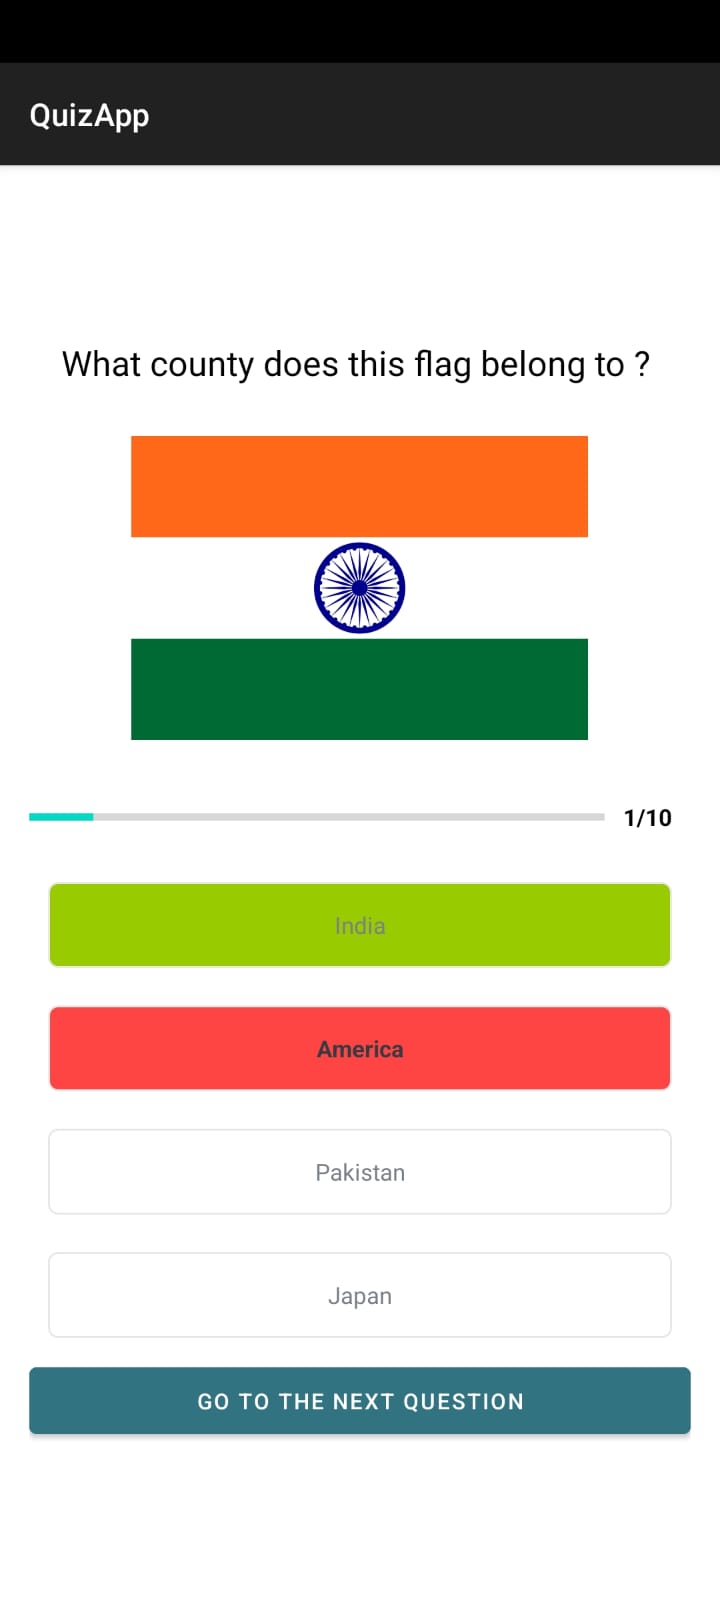 QuizApp
What county does this flag belong to ?
1/10
India
America
Pakistan
Japan
GO TO THE NEXT QUESTION